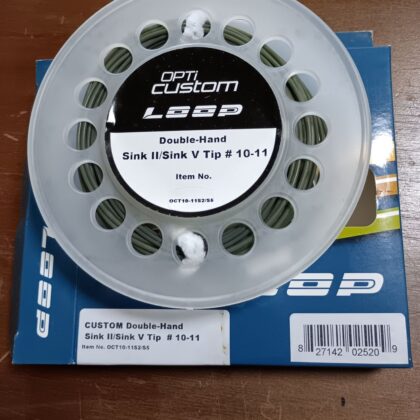 OPTI
custom
LOOP
Double-Hand
Sink II/Sink V Tip # 10-11
Item No.
OCT10-11S2/S5
LOOP
LOOP
CUSTOM Double-Hand
Sink II/Sink V Tip # 10-11
Item No. OCT10-11S2/S5
8 27142 02520 9